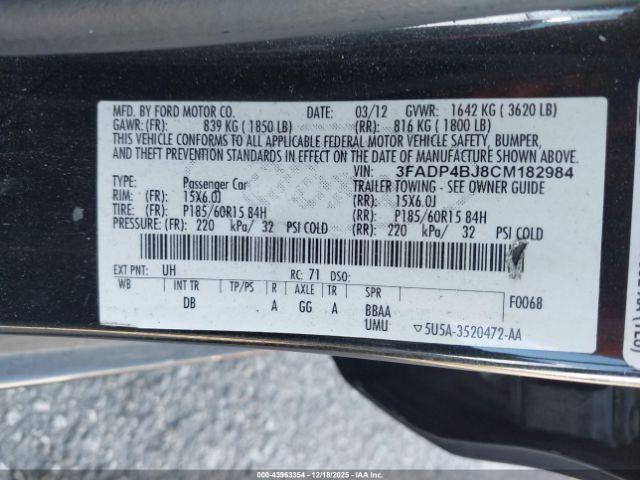 MFD. BY FORD MOTOR CO. DATE: 03/12 GVWR: 1642 KG ( 3620 LB)
GAWR: (FR): 839 KG ( 1850 LB) (RR): 816 KG ( 1800 LB)
THIS VEHICLE CONFORMS TO ALL APPLICABLE FEDERAL MOTOR VEHICLE SAFETY, BUMPER,
AND THEFT PREVENTION STANDARDS IN EFFECT ON THE DATE OF MANUFACTURE SHOWN ABOVE.
VIN: 3FADP4BJ8CM182984
TYPE: Passenger Car TRAILER TOWING - SEE OWNER GUIDE
RIM: (FR): 15X6.0J (RR): 15X6.0J
TIRE: (FR): P185/60R15 84H (RR): P185/60R15 84H
PRESSURE: (FR): 220 kPa/ 32 PSI COLD (RR): 220 kPa/ 32 PSI COLD
EXT PNT: UH RC: 71 DSO:
WB INT TR TP/PS R AXLE TR SPR F0068
DB A GG A BBAA
UMU ▽5U5A-3520472-AA
000-43963354 | 12/18/2025 - IAAI.COM